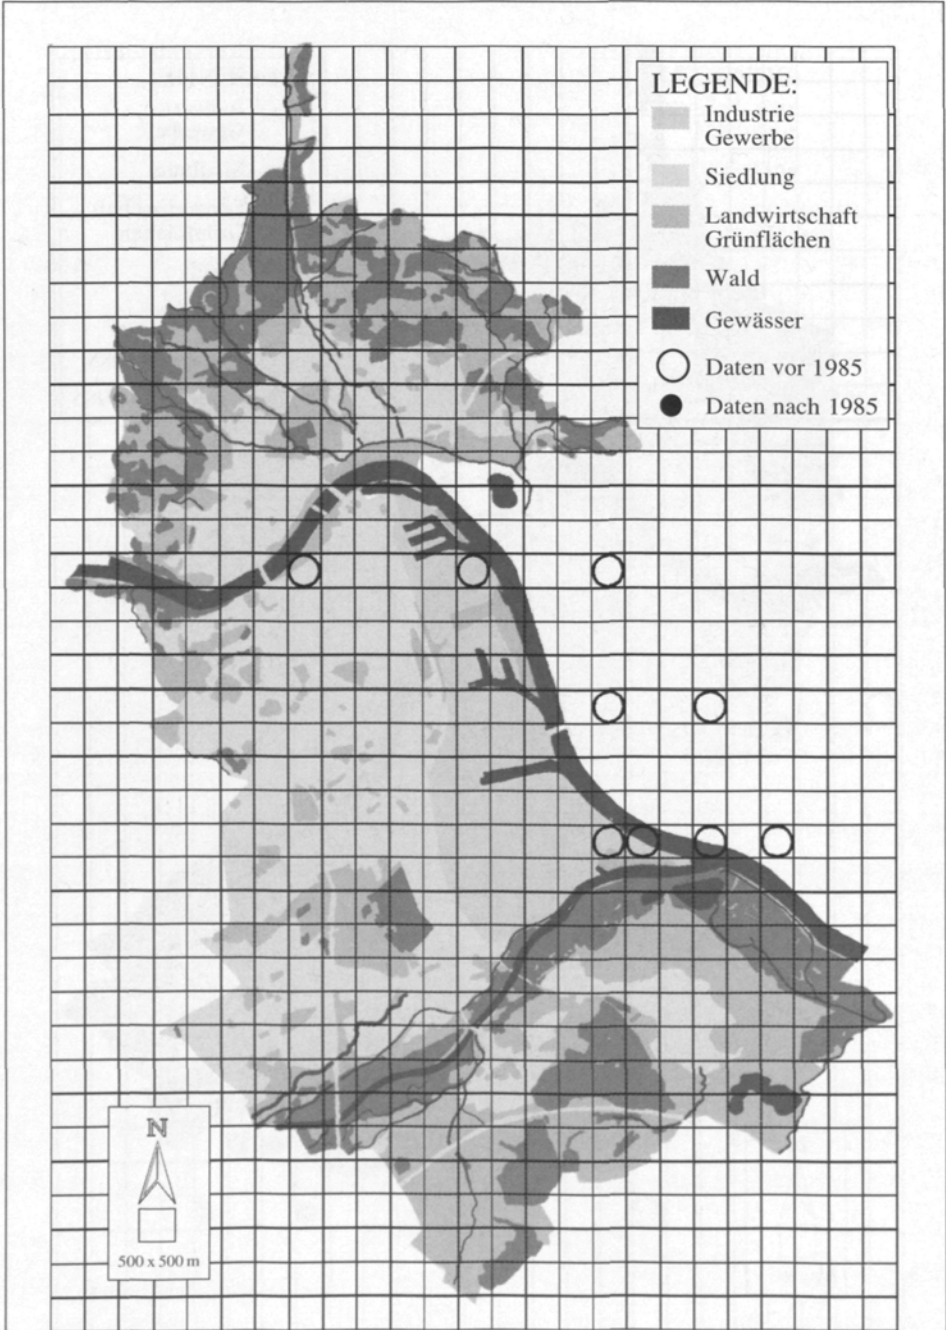 LEGENDE:
Industrie
Gewerbe
Siedlung
Landwirtschaft
Grünflächen
Wald
Gewässer
Daten vor 1985
Daten nach 1985
N
500 x 500 m